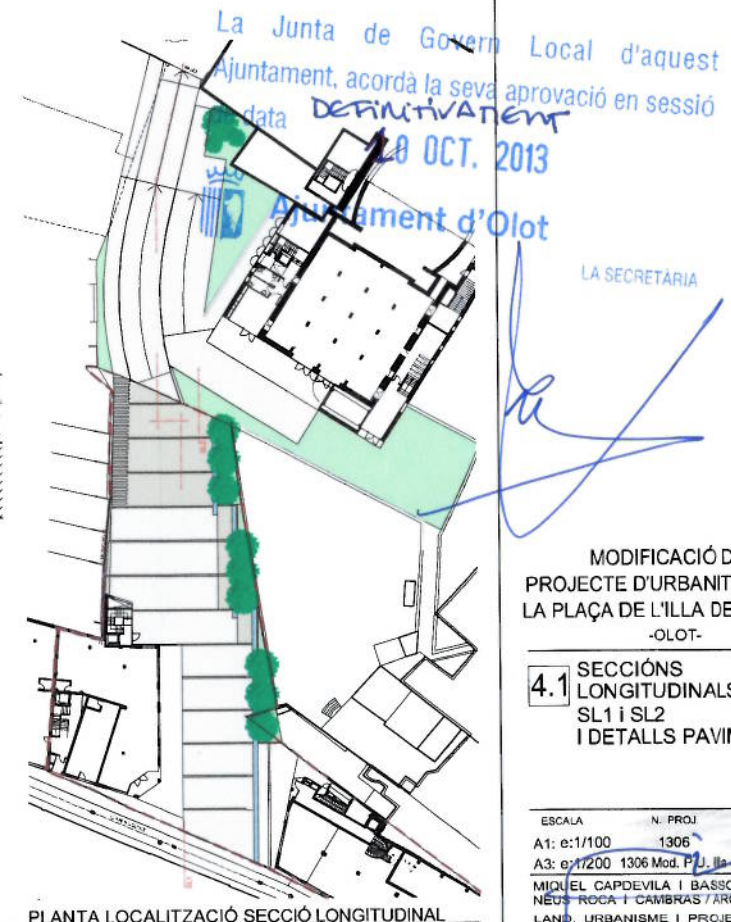 La Junta de Govern Local d'aquest
Ajuntament, acordà la seva aprovació en sessió
data DEFINITIVAMENT
OCT. 2013
Ajuntament d'Olot
LA SECRETÀRIA
MODIFICACIÓ D
PROJECTE D'URBANIT
LA PLAÇA DE L'ILLA DE
-OLOT-
4.1 SECCIÓNS
LONGITUDINALS
SL1 i SL2
I DETALLS PAVI
ESCALA N. PROJ
A1: e:1/100 1306
A3: e:1/200 1306 Mod. P.U. Illa
MIQUEL CAPDEVILA I BASSO
NEUS ROCA I CAMBRAS / ARQ
LAND, URBANISME I PROJE
PLANTA LOCALITZACIÓ SECCIÓ LONGITUDINAL